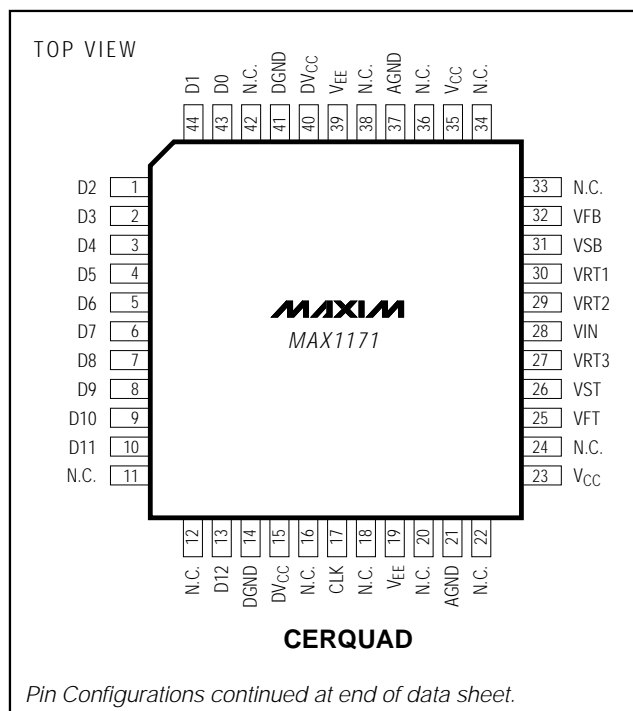 TOP VIEW
D1 D0 N.C. DGND DVCC VEE N.C. AGND N.C. VCC N.C.
44 43 42 41 40 39 38 37 36 35 34
D2 1 33 N.C.
D3 2 32 VFB
D4 3 31 VSB
D5 4 30 VRT1
D6 5 29 VRT2
D7 6 28 VIN
D8 7 27 VRT3
D9 8 26 VST
D10 9 25 VFT
D11 10 24 N.C.
N.C. 11 23 VCC
MAXIM
MAX1171
12 13 14 15 16 17 18 19 20 21 22
N.C. D12 DGND DVCC N.C. CLK N.C. VEE N.C. AGND N.C.
CERQUAD
Pin Configurations continued at end of data sheet.